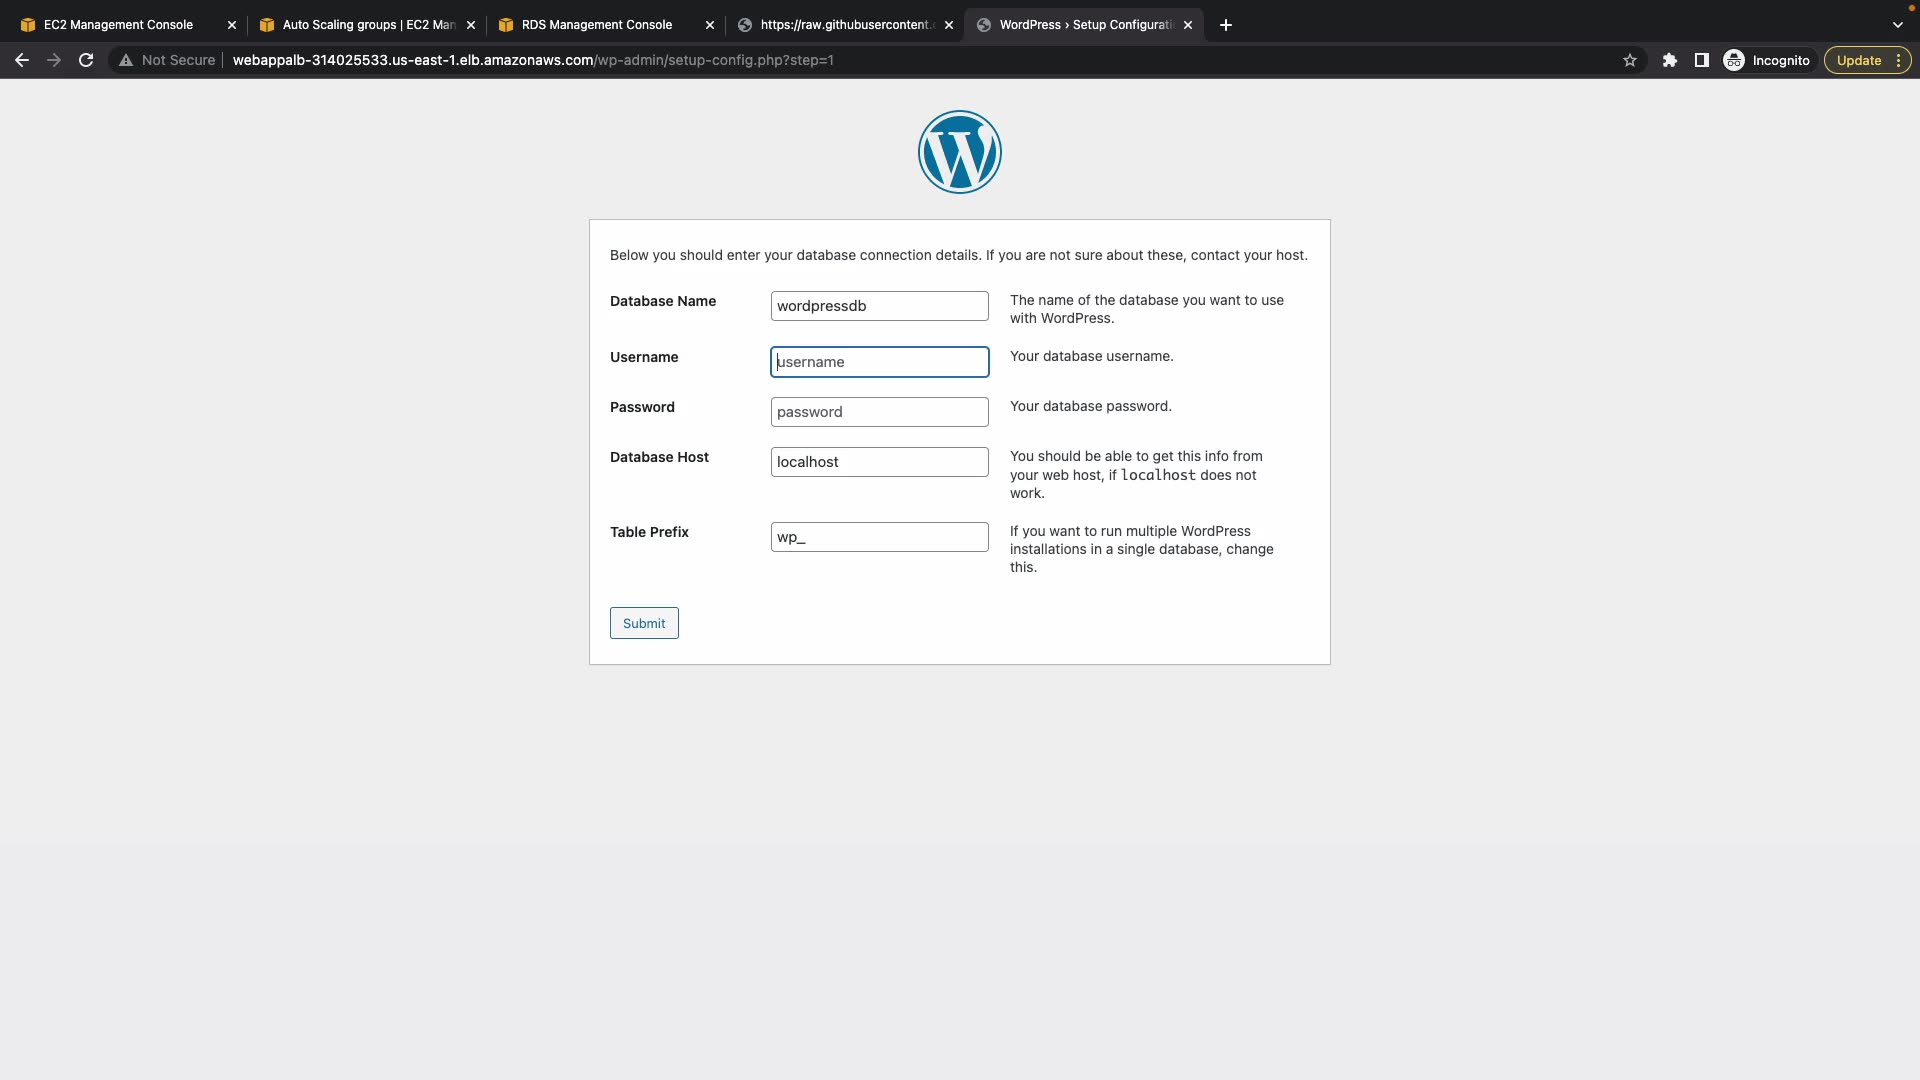 EC2 Management Console
Auto Scaling groups | EC2 Man
RDS Management Console
https://raw.githubusercontent.
WordPress › Setup Configurati
Not Secure
webappalb-314025533.us-east-1.elb.amazonaws.com/wp-admin/setup-config.php?step=1
Incognito
Update
Below you should enter your database connection details. If you are not sure about these, contact your host.
Database Name
wordpressdb
The name of the database you want to use
with WordPress.
Username
username
Your database username.
Password
password
Your database password.
Database Host
localhost
You should be able to get this info from
your web host, if localhost does not
work.
Table Prefix
wp_
If you want to run multiple WordPress
installations in a single database, change
this.
Submit